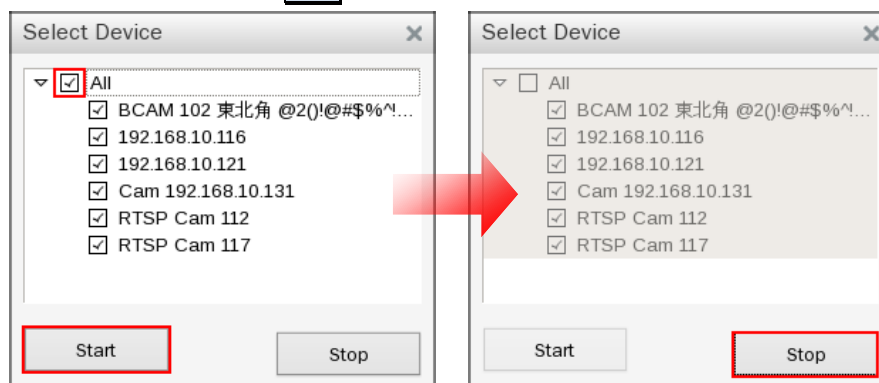 Select Device
All
BCAM 102 東北角 @2()!@#$%^!...
192.168.10.116
192.168.10.121
Cam 192.168.10.131
RTSP Cam 112
RTSP Cam 117
Start
Stop
Select Device
All
BCAM 102 東北角 @2()!@#$%^!...
192.168.10.116
192.168.10.121
Cam 192.168.10.131
RTSP Cam 112
RTSP Cam 117
Start
Stop